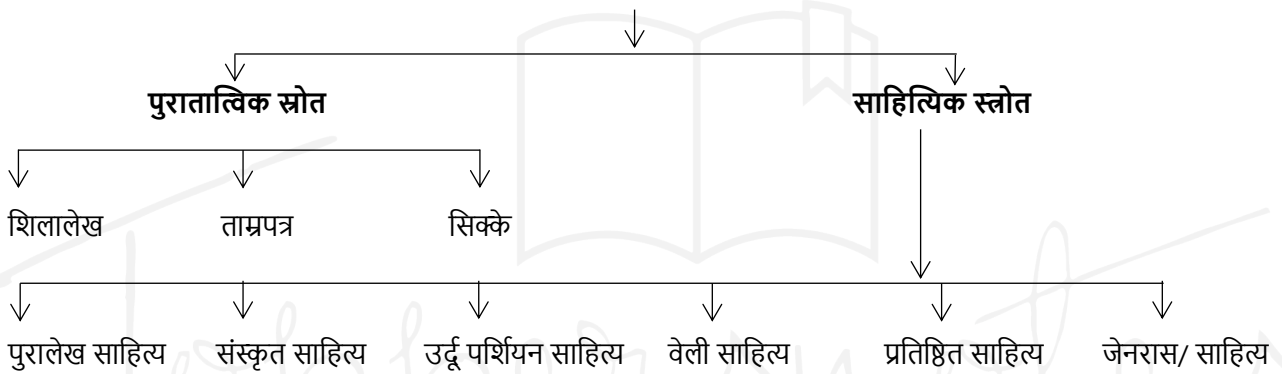 पुरातात्विक स्रोत साहित्यिक स्त्रोत
शिलालेख ताम्रपत्र सिक्के
पुरालेख साहित्य संस्कृत साहित्य उर्दू पर्शियन साहित्य वेली साहित्य प्रतिष्ठित साहित्य जेनरास/ साहित्य